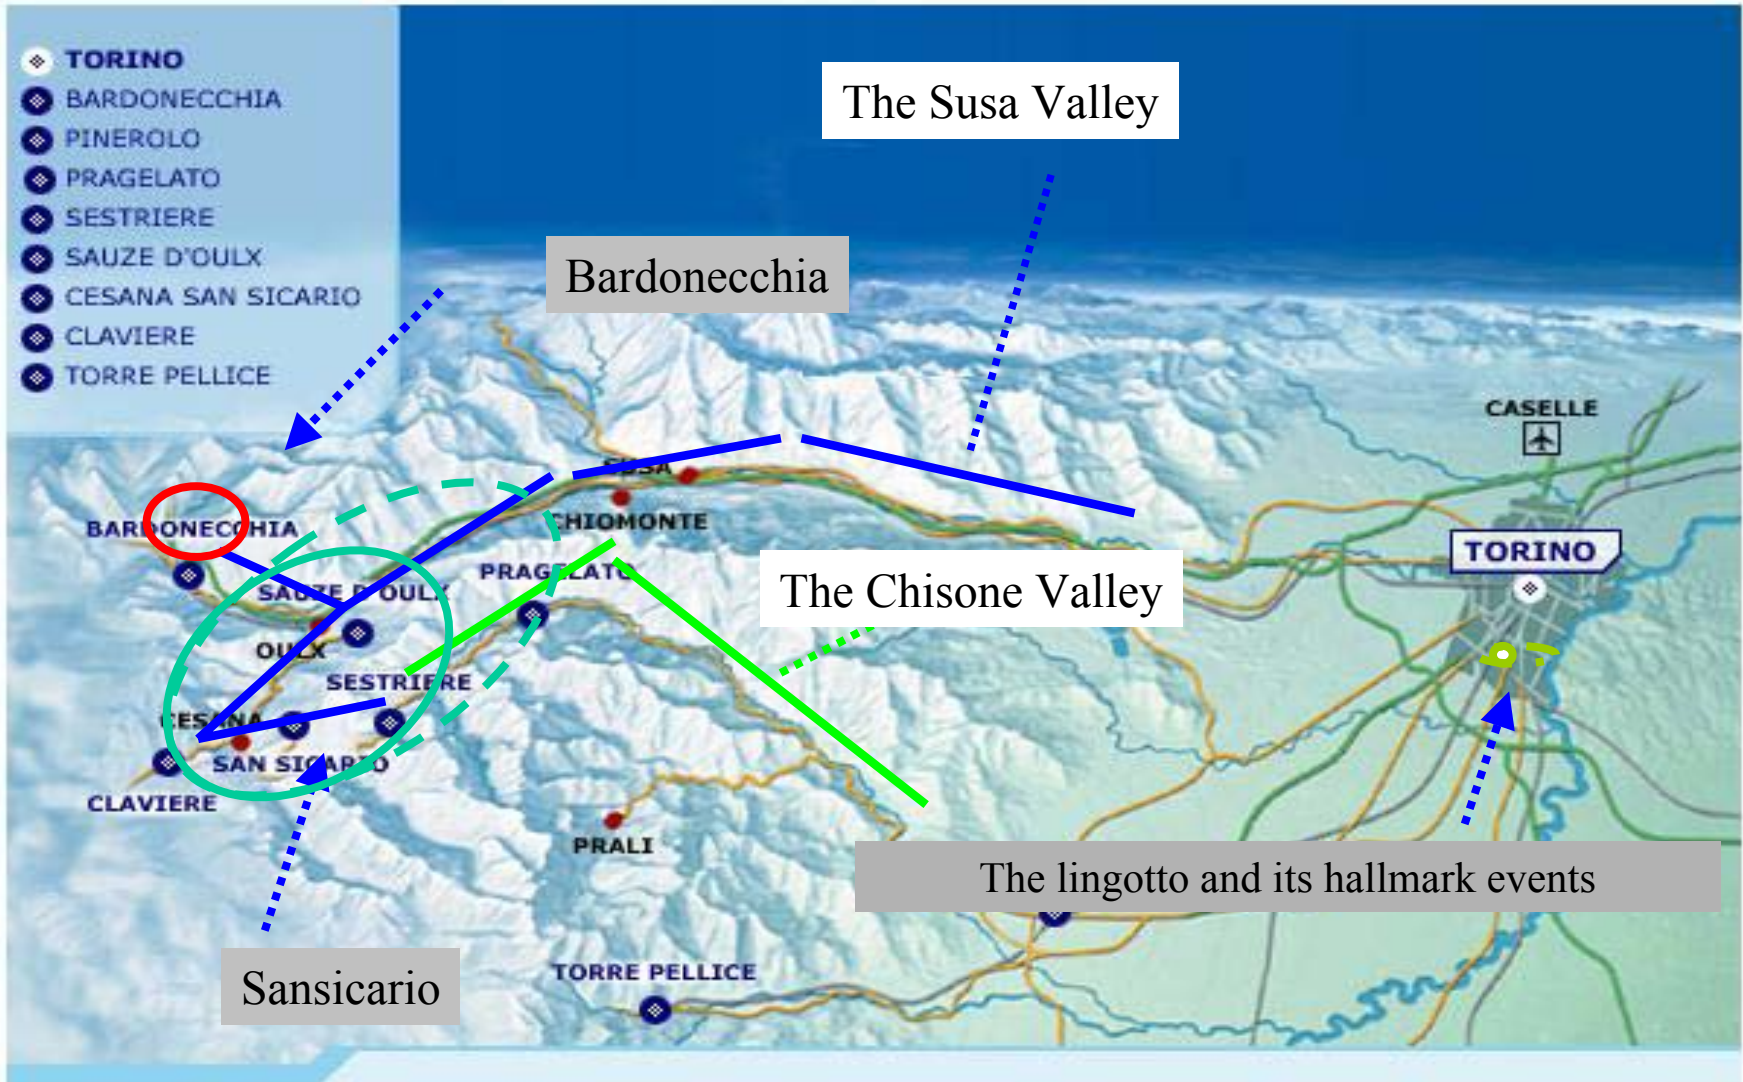 TORINO
BARDONECCHIA
PINEROLO
PRAGELATO
SESTRIERE
SAUZE D'OULX
CESANA SAN SICARIO
CLAVIERE
TORRE PELLICE
The Susa Valley
Bardonecchia
CASELLE
SUSA
CHIOMONTE
BARDONECCHIA
TORINO
PRAGELATO
The Chisone Valley
SAUZE D'OULX
OULX
SESTRIERE
CESANA
SAN SICARIO
CLAVIERE
PRALI
The lingotto and its hallmark events
TORRE PELLICE
Sansicario